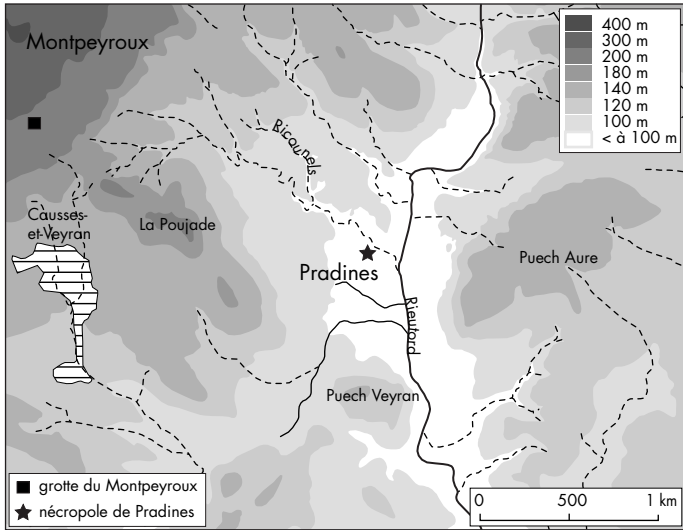 Montpeyroux
400 m
300 m
200 m
180 m
140 m
120 m
100 m
< à 100 m
Ricounels
Causses-
et-Veyran
La Poujade
Pradines
Puech Aure
Rieutord
Puech Veyran
grotte du Montpeyroux
nécropole de Pradines
0 500 1 km